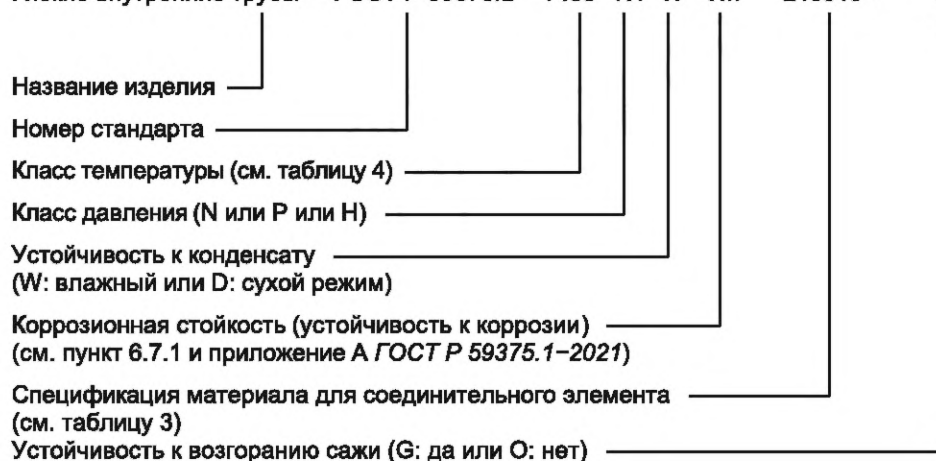 Название изделия
Номер стандарта
Класс температуры (см. таблицу 4)
Класс давления (N или P или H)
Устойчивость к конденсату
(W: влажный или D: сухой режим)
Коррозионная стойкость (устойчивость к коррозии)
(см. пункт 6.7.1 и приложение А ГОСТ Р 59375.1−2021)
Спецификация материала для соединительного элемента
(см. таблицу 3)
Устойчивость к возгоранию сажи (G: да или O: нет)